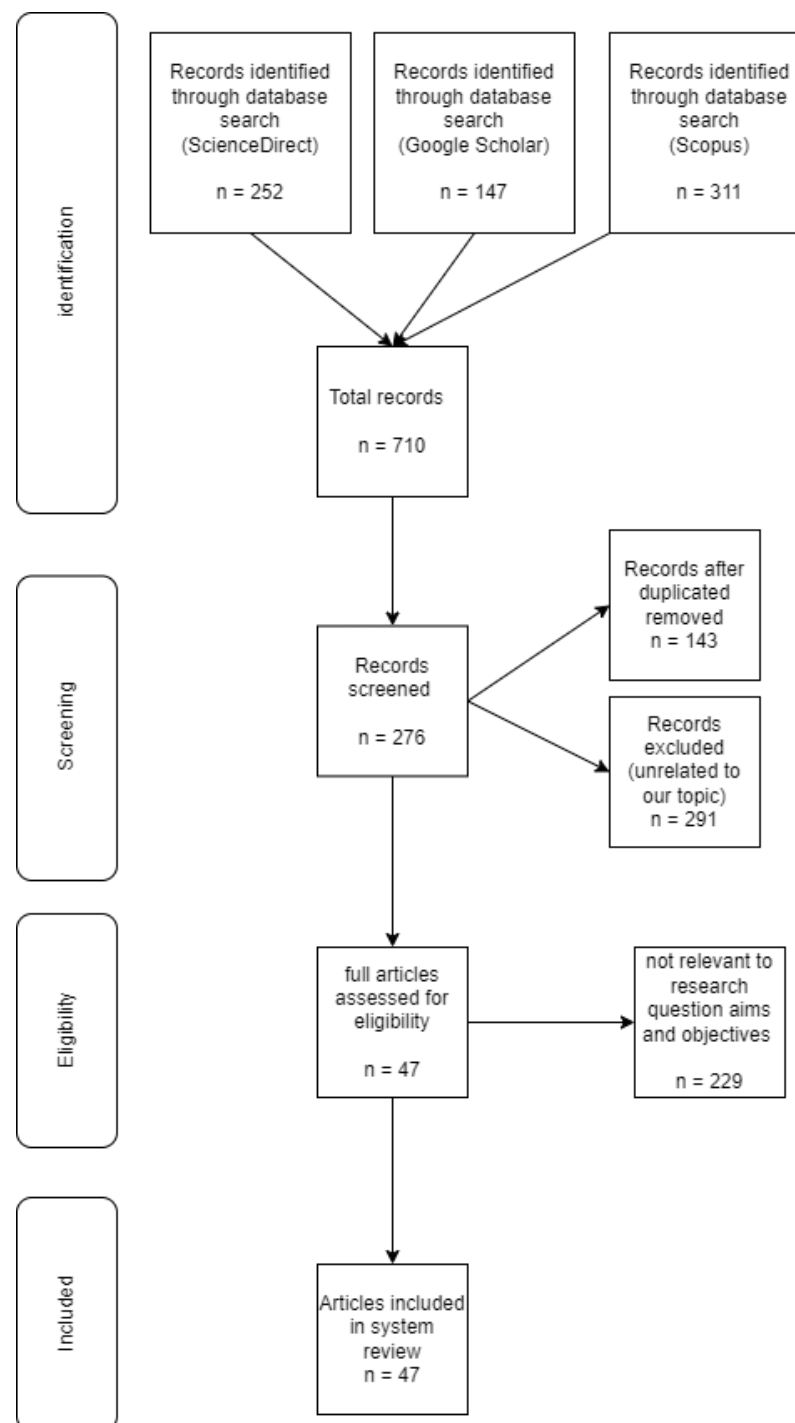 identification
Records identified
through database
search
(ScienceDirect)
n = 252
Records identified
through database
search
(Google Scholar)
n = 147
Records identified
through database
search
(Scopus)
n = 311
Total records
n = 710
Screening
Records
screened
n = 276
Records after
duplicated
removed
n = 143
Records
excluded
(unrelated to
our topic)
n = 291
Eligibility
full articles
assessed for
eligibility
n = 47
not relevant to
research
question aims
and objectives
n = 229
Included
Articles included
in system
review
n = 47